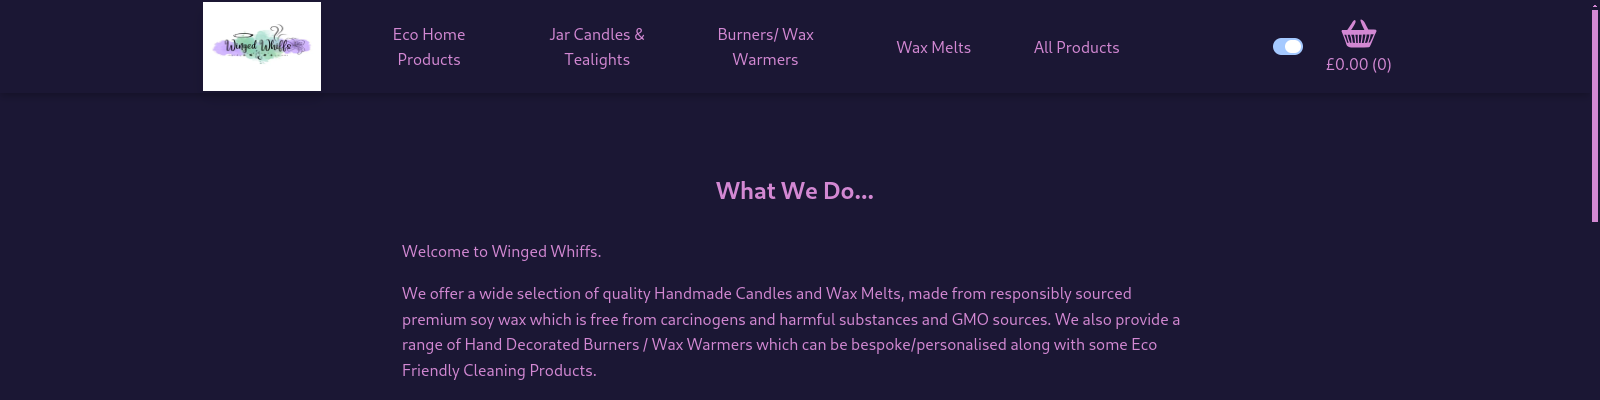 Winged Whiffs
Eco Home
Products
Jar Candles &
Tealights
Burners/ Wax
Warmers
Wax Melts
All Products
£0.00 (0)
What We Do...
Welcome to Winged Whiffs.
We offer a wide selection of quality Handmade Candles and Wax Melts, made from responsibly sourced
premium soy wax which is free from carcinogens and harmful substances and GMO sources. We also provide a
range of Hand Decorated Burners / Wax Warmers which can be bespoke/personalised along with some Eco
Friendly Cleaning Products.